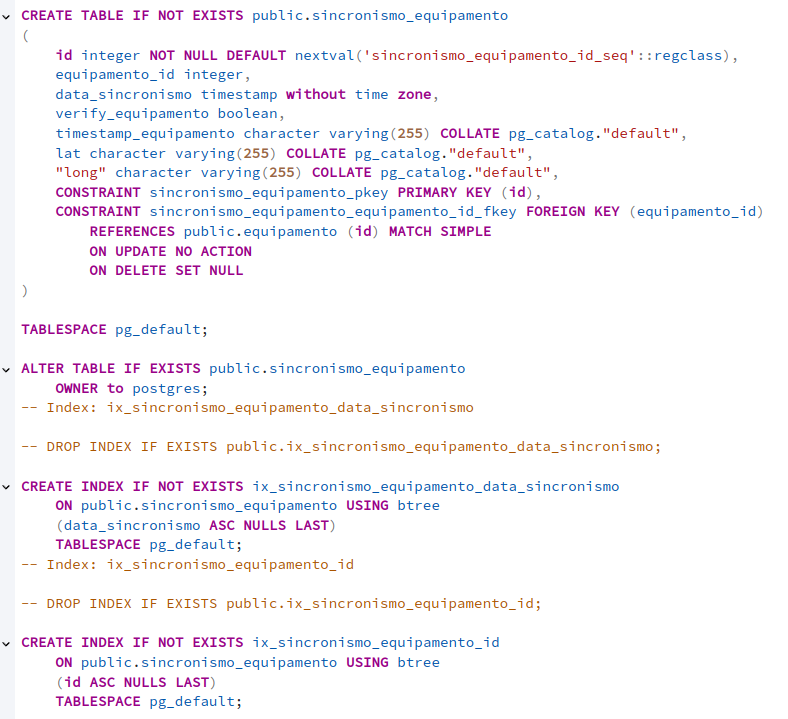 CREATE TABLE IF NOT EXISTS public.sincronismo_equipamento
(
    id integer NOT NULL DEFAULT nextval('sincronismo_equipamento_id_seq'::regclass),
    equipamento_id integer,
    data_sincronismo timestamp without time zone,
    verify_equipamento boolean,
    timestamp_equipamento character varying(255) COLLATE pg_catalog."default",
    lat character varying(255) COLLATE pg_catalog."default",
    "long" character varying(255) COLLATE pg_catalog."default",
    CONSTRAINT sincronismo_equipamento_pkey PRIMARY KEY (id),
    CONSTRAINT sincronismo_equipamento_equipamento_id_fkey FOREIGN KEY (equipamento_id)
        REFERENCES public.equipamento (id) MATCH SIMPLE
        ON UPDATE NO ACTION
        ON DELETE SET NULL
)

TABLESPACE pg_default;

ALTER TABLE IF EXISTS public.sincronismo_equipamento
    OWNER to postgres;
-- Index: ix_sincronismo_equipamento_data_sincronismo

-- DROP INDEX IF EXISTS public.ix_sincronismo_equipamento_data_sincronismo;

CREATE INDEX IF NOT EXISTS ix_sincronismo_equipamento_data_sincronismo
    ON public.sincronismo_equipamento USING btree
    (data_sincronismo ASC NULLS LAST)
    TABLESPACE pg_default;
-- Index: ix_sincronismo_equipamento_id

-- DROP INDEX IF EXISTS public.ix_sincronismo_equipamento_id;

CREATE INDEX IF NOT EXISTS ix_sincronismo_equipamento_id
    ON public.sincronismo_equipamento USING btree
    (id ASC NULLS LAST)
    TABLESPACE pg_default;